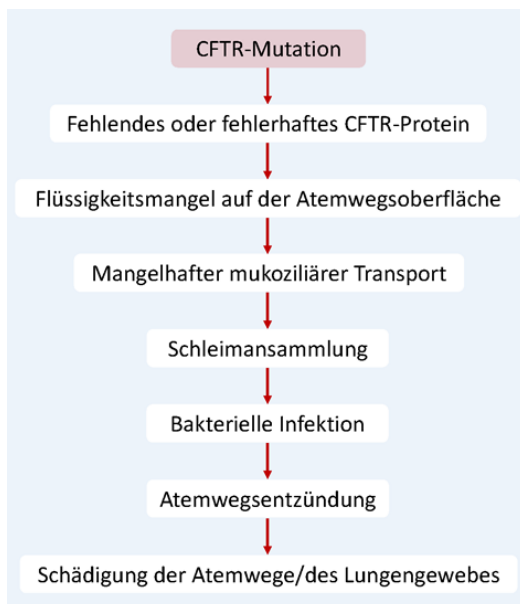 CFTR-Mutation
Fehlendes oder fehlerhaftes CFTR-Protein
Flüssigkeitsmangel auf der Atemwegsoberfläche
Mangelhafter mukoziliärer Transport
Schleimansammlung
Bakterielle Infektion
Atemwegsentzündung
Schädigung der Atemwege/des Lungengewebes